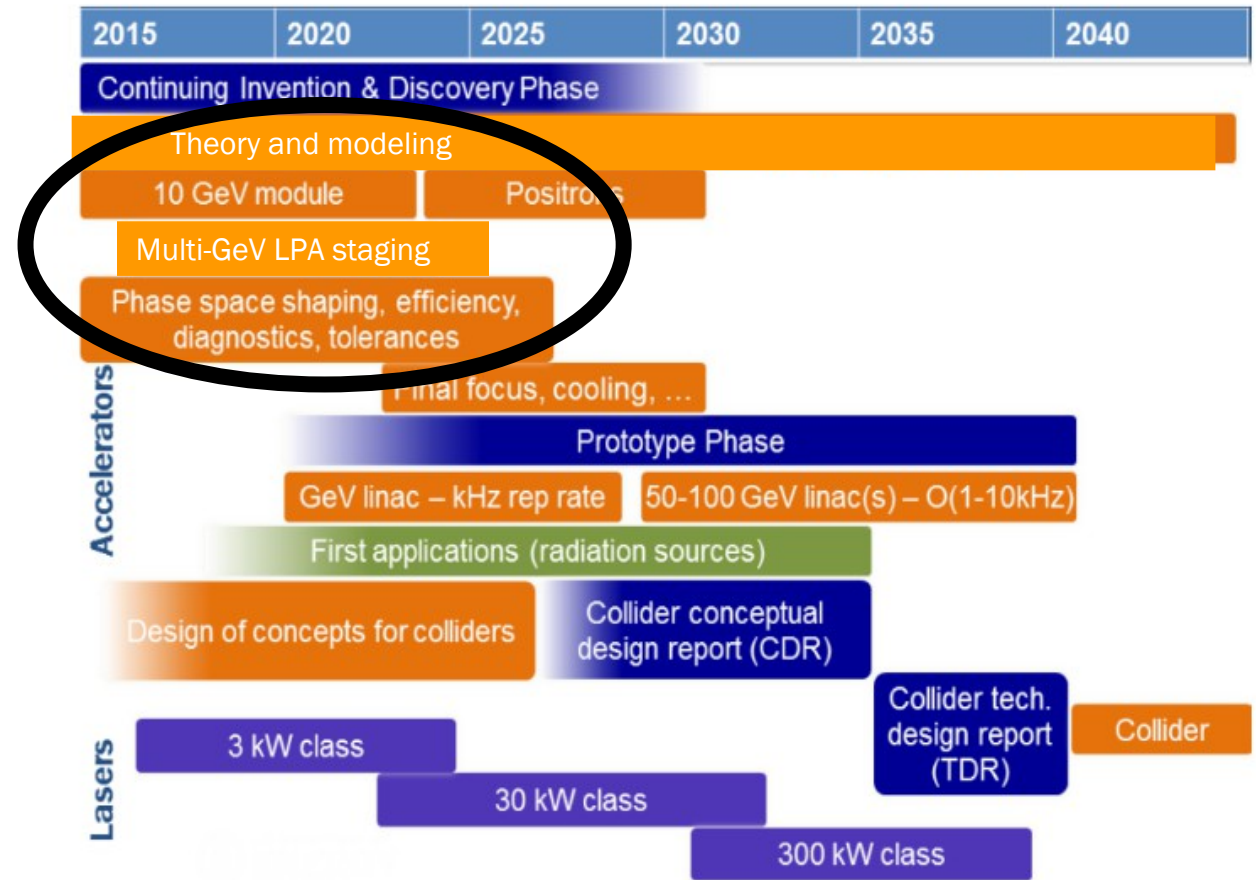 2015 2020 2025 2030 2035 2040
Continuing Invention & Discovery Phase
Theory and modeling
10 GeV module
Positrons
Multi-GeV LPA staging
Phase space shaping, efficiency,
diagnostics, tolerances
Final focus, cooling, ...
Prototype Phase
GeV linac – kHz rep rate
50-100 GeV linac(s) – O(1-10kHz)
First applications (radiation sources)
Accelerators
Design of concepts for colliders
Collider conceptual
design report (CDR)
Collider tech.
design report
(TDR)
Collider
3 kW class
30 kW class
300 kW class
Lasers